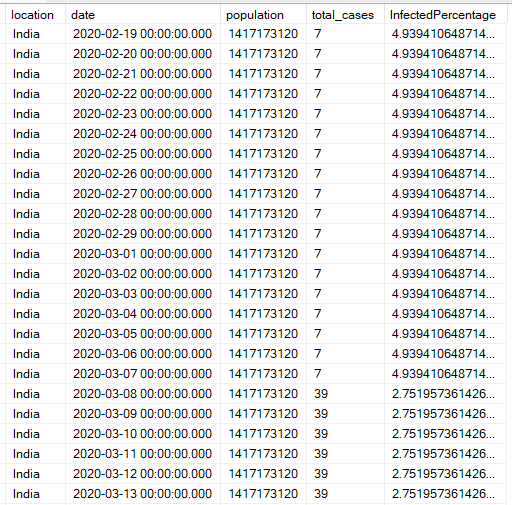 location date population total_cases InfectedPercentage
India 2020-02-19 00:00:00.000 1417173120 7 4.939410648714...
India 2020-02-20 00:00:00.000 1417173120 7 4.939410648714...
India 2020-02-21 00:00:00.000 1417173120 7 4.939410648714...
India 2020-02-22 00:00:00.000 1417173120 7 4.939410648714...
India 2020-02-23 00:00:00.000 1417173120 7 4.939410648714...
India 2020-02-24 00:00:00.000 1417173120 7 4.939410648714...
India 2020-02-25 00:00:00.000 1417173120 7 4.939410648714...
India 2020-02-26 00:00:00.000 1417173120 7 4.939410648714...
India 2020-02-27 00:00:00.000 1417173120 7 4.939410648714...
India 2020-02-28 00:00:00.000 1417173120 7 4.939410648714...
India 2020-02-29 00:00:00.000 1417173120 7 4.939410648714...
India 2020-03-01 00:00:00.000 1417173120 7 4.939410648714...
India 2020-03-02 00:00:00.000 1417173120 7 4.939410648714...
India 2020-03-03 00:00:00.000 1417173120 7 4.939410648714...
India 2020-03-04 00:00:00.000 1417173120 7 4.939410648714...
India 2020-03-05 00:00:00.000 1417173120 7 4.939410648714...
India 2020-03-06 00:00:00.000 1417173120 7 4.939410648714...
India 2020-03-07 00:00:00.000 1417173120 7 4.939410648714...
India 2020-03-08 00:00:00.000 1417173120 39 2.751957361426...
India 2020-03-09 00:00:00.000 1417173120 39 2.751957361426...
India 2020-03-10 00:00:00.000 1417173120 39 2.751957361426...
India 2020-03-11 00:00:00.000 1417173120 39 2.751957361426...
India 2020-03-12 00:00:00.000 1417173120 39 2.751957361426...
India 2020-03-13 00:00:00.000 1417173120 39 2.751957361426...